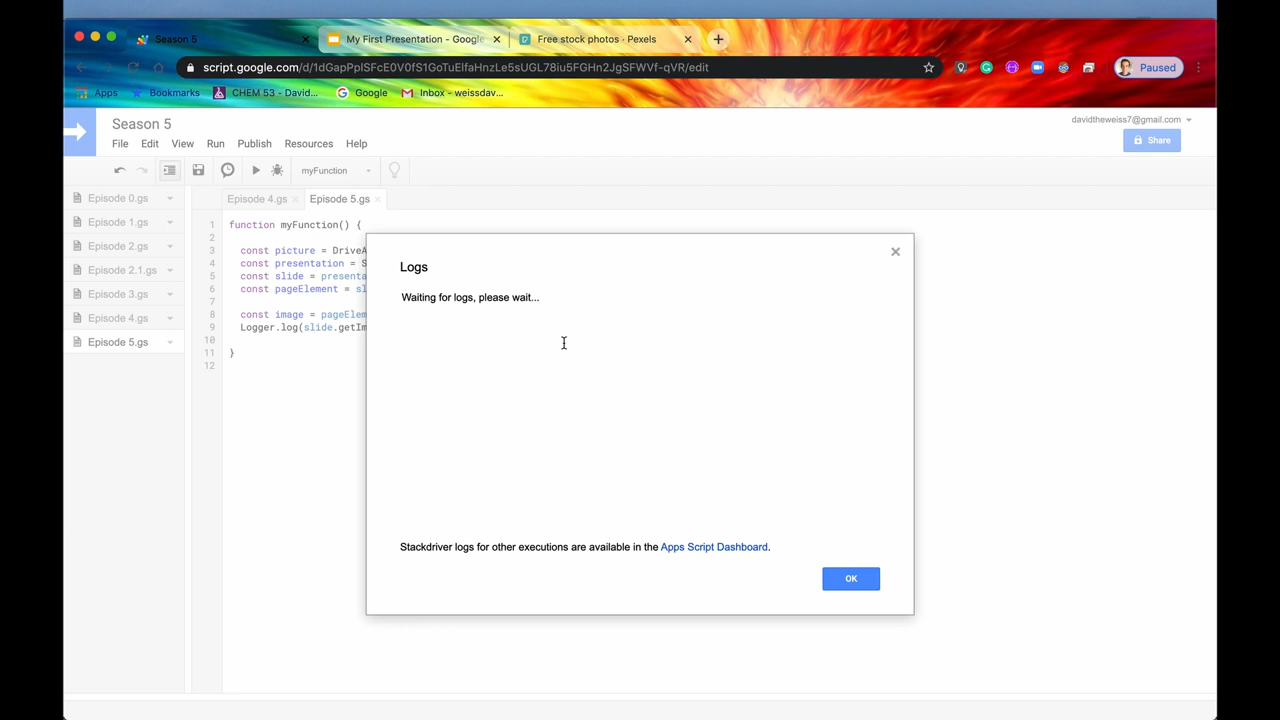 Season 5
My First Presentation - Google
Free stock photos · Pexels
script.google.com/d/1dGapPplSFcE0V0fS1GoTuElfaHnzLe5sUGL78iu5FGHn2JgSFWVf-qVR/edit
Paused
Apps
Bookmarks
CHEM 53 - Davi...
Google
Inbox - weissdav...
Season 5
davidtheweiss7@gmail.com
File Edit View Run Publish Resources Help
Share
myFunction
Episode 0.gs
Episode 1.gs
Episode 2.gs
Episode 2.1.gs
Episode 3.gs
Episode 4.gs
Episode 5.gs
Episode 4.gs
Episode 5.gs
1 function myFunction() {
2
3 const picture = DriveA
4 const presentation = S
5 const slide = presenta
6 const pageElement = sl
7
8 const image = pageElem
9 Logger.log(slide.getIm
10
11 }
12
Logs
Waiting for logs, please wait...
Stackdriver logs for other executions are available in the Apps Script Dashboard.
OK